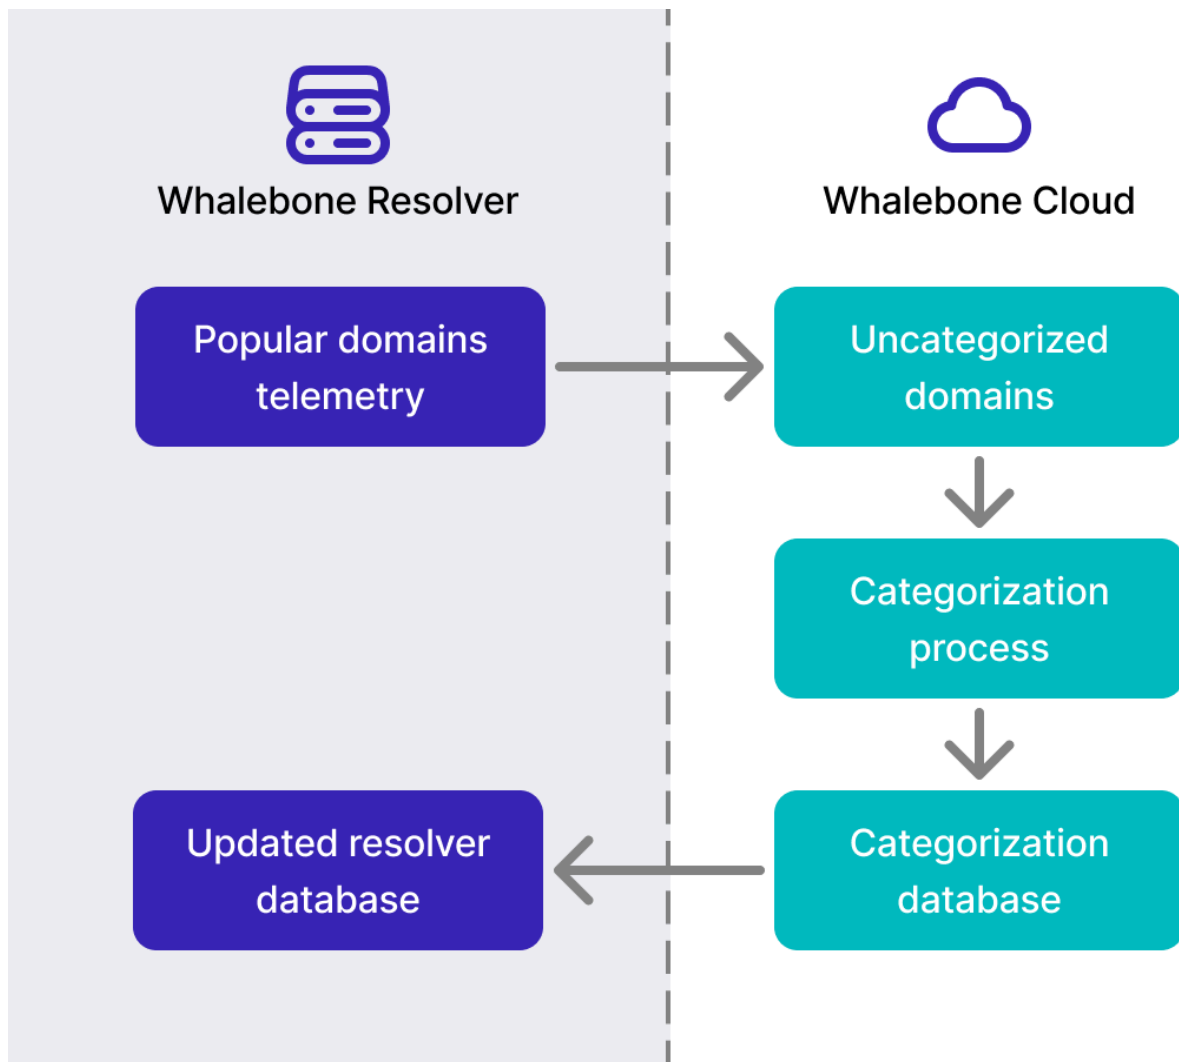 Whalebone Resolver
Whalebone Cloud
Popular domains
telemetry
Uncategorized
domains
Categorization
process
Categorization
database
Updated resolver
database